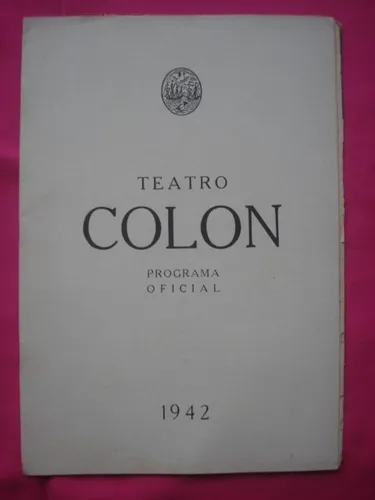 TEATRO
COLON
PROGRAMA
OFICIAL
1942